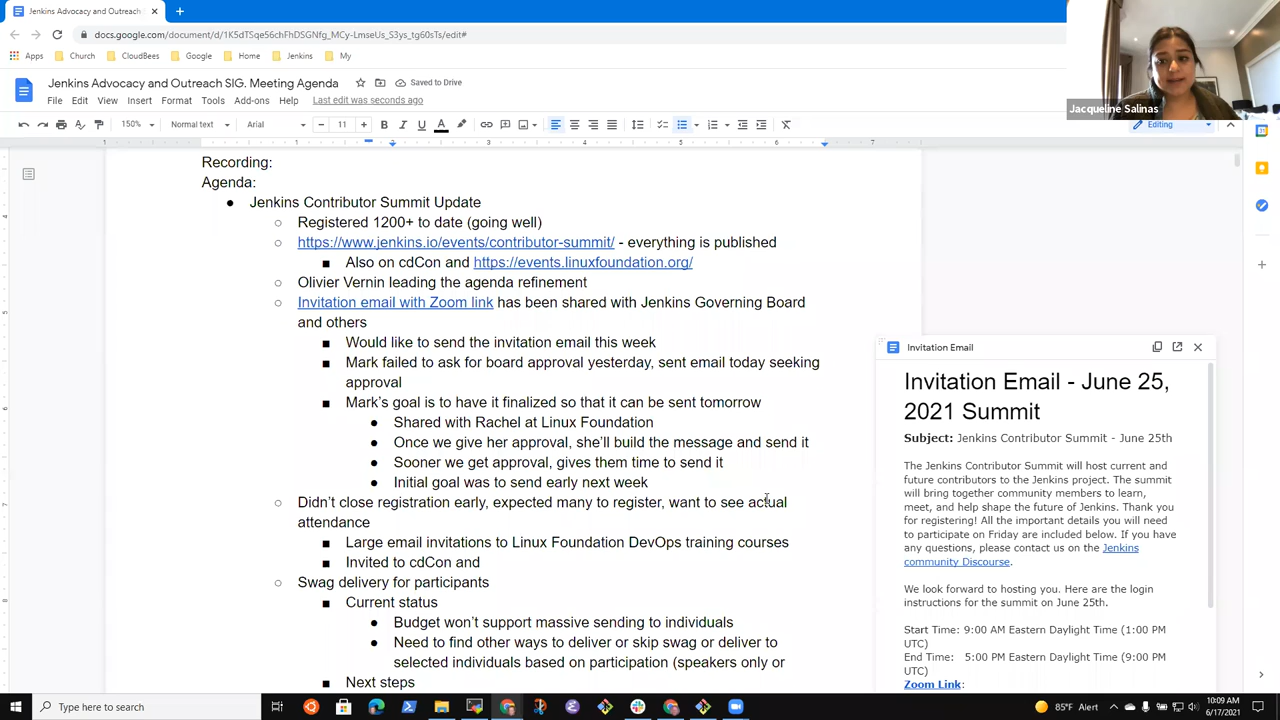 Jenkins Advocacy and Outreach
docs.google.com/document/d/1K5dTSqe56chFhDSGNfg_MCy-LmseUs_S3ys_tg60sTs/edit#
Apps Church CloudBees Google Home Jenkins My
Jacqueline Salinas
Jenkins Advocacy and Outreach SIG. Meeting Agenda Saved to Drive
File Edit View Insert Format Tools Add-ons Help Last edit was seconds ago
150% Normal text Arial 11 B I U A Editing
1 1 2 3 4 5 6 7
Recording:
Agenda:
Jenkins Contributor Summit Update
Registered 1200+ to date (going well)
https://www.jenkins.io/events/contributor-summit/ - everything is published
Also on cdCon and https://events.linuxfoundation.org/
Olivier Vernin leading the agenda refinement
Invitation email with Zoom link has been shared with Jenkins Governing Board
and others
Would like to send the invitation email this week
Mark failed to ask for board approval yesterday, sent email today seeking
approval
Mark's goal is to have it finalized so that it can be sent tomorrow
Shared with Rachel at Linux Foundation
Once we give her approval, she'll build the message and send it
Sooner we get approval, gives them time to send it
Initial goal was to send early next week
Didn't close registration early, expected many to register, want to see actual
attendance
Large email invitations to Linux Foundation DevOps training courses
Invited to cdCon and
Swag delivery for participants
Current status
Budget won't support massive sending to individuals
Need to find other ways to deliver or skip swag or deliver to
selected individuals based on participation (speakers only or
Next steps
Invitation Email
Invitation Email - June 25,
2021 Summit
Subject: Jenkins Contributor Summit - June 25th
The Jenkins Contributor Summit will host current and
future contributors to the Jenkins project. The summit
will bring together community members to learn,
meet, and help shape the future of Jenkins. Thank you
for registering! All the important details you will need
to participate on Friday are included below. If you have
any questions, please contact us on the Jenkins
community Discourse.
We look forward to hosting you. Here are the login
instructions for the summit on June 25th.
Start Time: 9:00 AM Eastern Daylight Time (1:00 PM
UTC)
End Time: 5:00 PM Eastern Daylight Time (9:00 PM
UTC)
Zoom Link:
Type here to search
85°F Alert
10:09 AM
6/17/2021